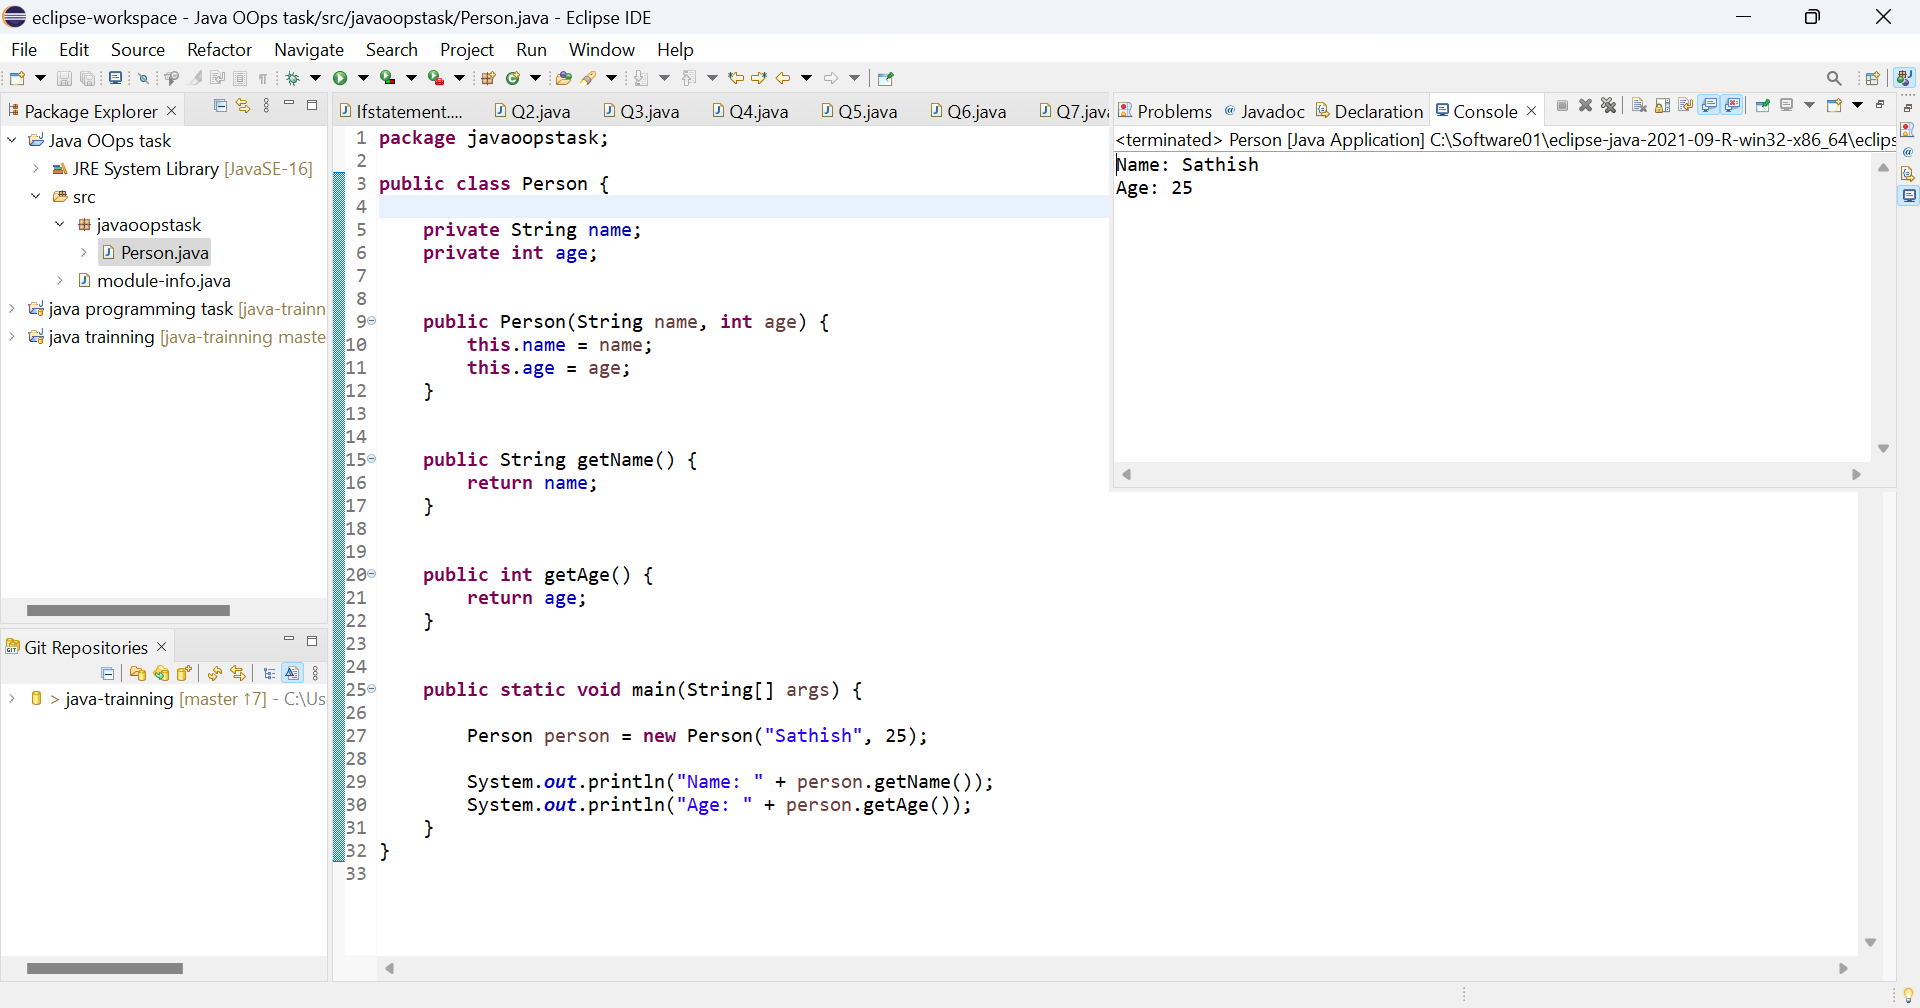 eclipse-workspace - Java OOps task/src/javaoopstask/Person.java - Eclipse IDE
File Edit Source Refactor Navigate Search Project Run Window Help
Package Explorer
Java OOps task
JRE System Library [JavaSE-16]
src
javaoopstask
Person.java
module-info.java
java programming task [java-trainn
java trainning [java-trainning maste
Git Repositories
> java-trainning [master ↑7] - C:\Us
Ifstatement.... Q2.java Q3.java Q4.java Q5.java Q6.java Q7.java
1 package javaoopstask;
2
3 public class Person {
4
5 private String name;
6 private int age;
7
8
9 public Person(String name, int age) {
10 this.name = name;
11 this.age = age;
12 }
13
14
15 public String getName() {
16 return name;
17 }
18
19
20 public int getAge() {
21 return age;
22 }
23
24
25 public static void main(String[] args) {
26
27 Person person = new Person("Sathish", 25);
28
29 System.out.println("Name: " + person.getName());
30 System.out.println("Age: " + person.getAge());
31 }
32 }
33
Problems Javadoc Declaration Console
<terminated> Person [Java Application] C:\Software01\eclipse-java-2021-09-R-win32-x86_64\eclips
Name: Sathish
Age: 25